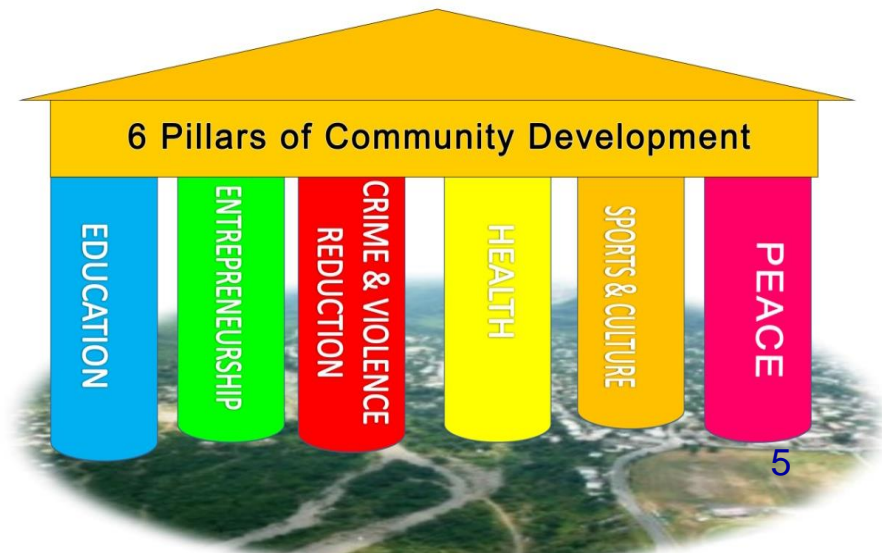 6 Pillars of Community Development
EDUCATION
ENTREPRENEURSHIP
CRIME & VIOLENCE
REDUCTION
HEALTH
SPORTS & CULTURE
PEACE
5